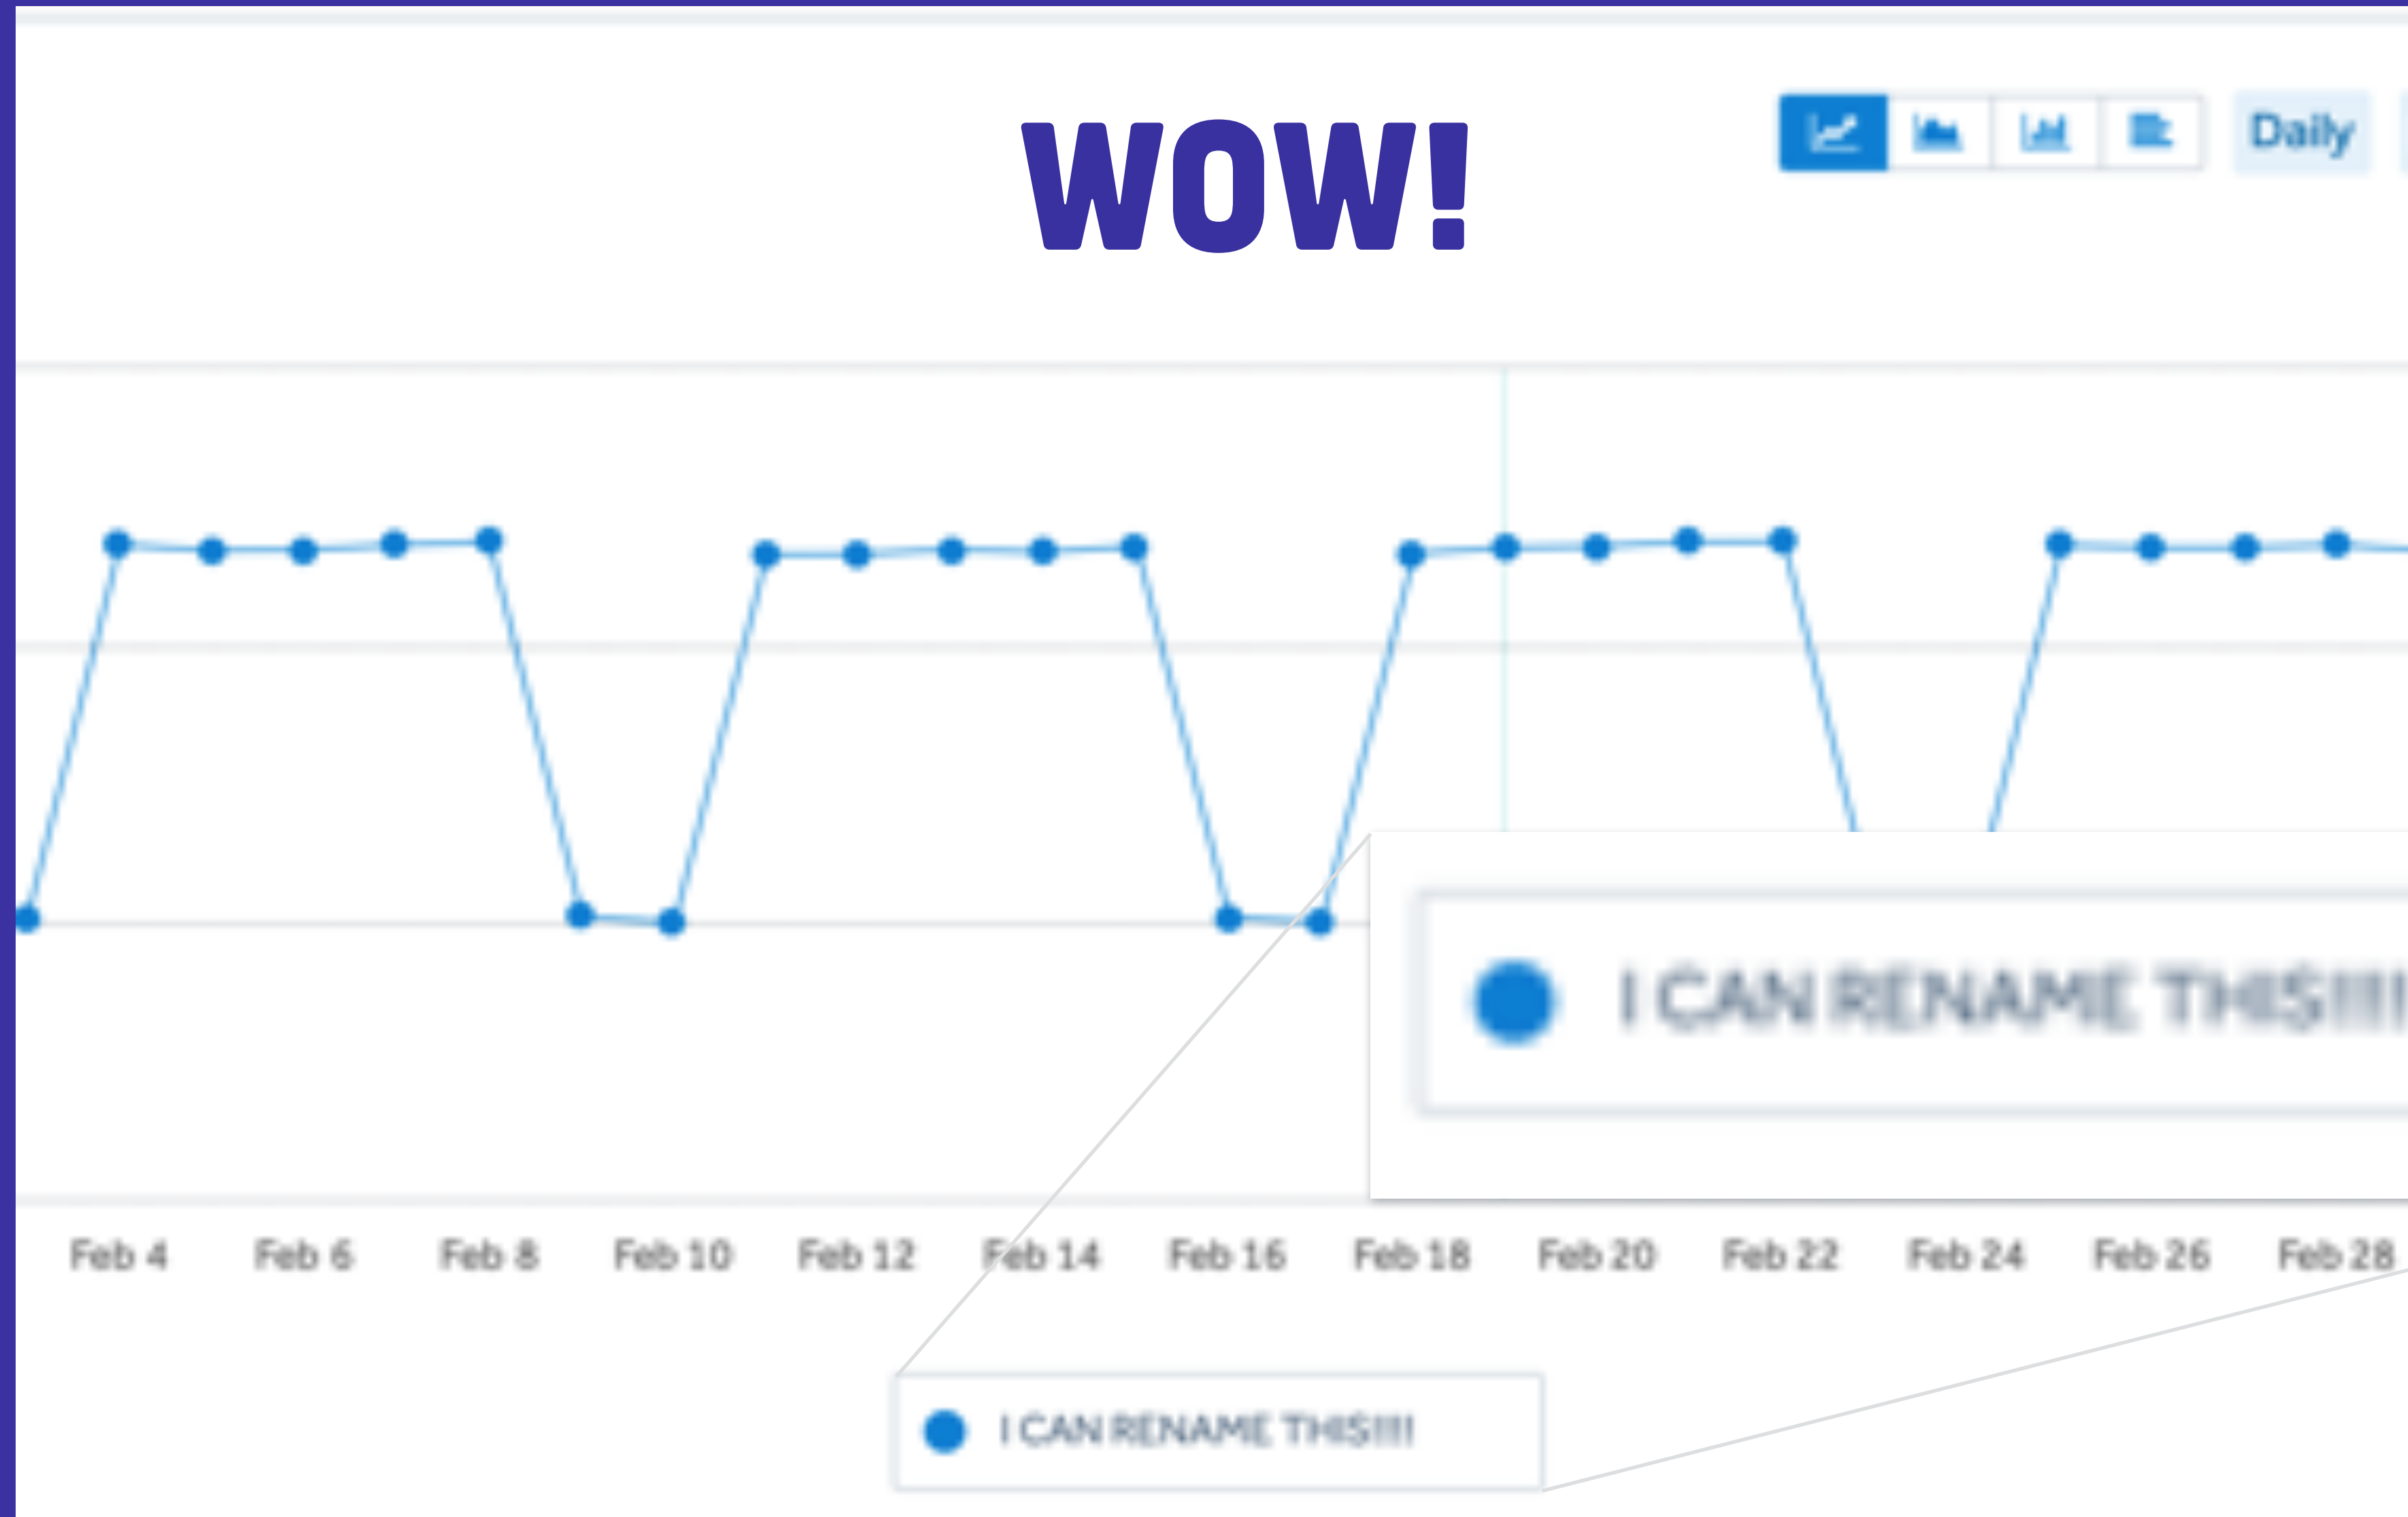 WOW!
Daily
I CAN RENAME THIS!!!!
Feb 4 Feb 6 Feb 8 Feb 10 Feb 12 Feb 14 Feb 16 Feb 18 Feb 20 Feb 22 Feb 24 Feb 26 Feb 28
I CAN RENAME THIS!!!!